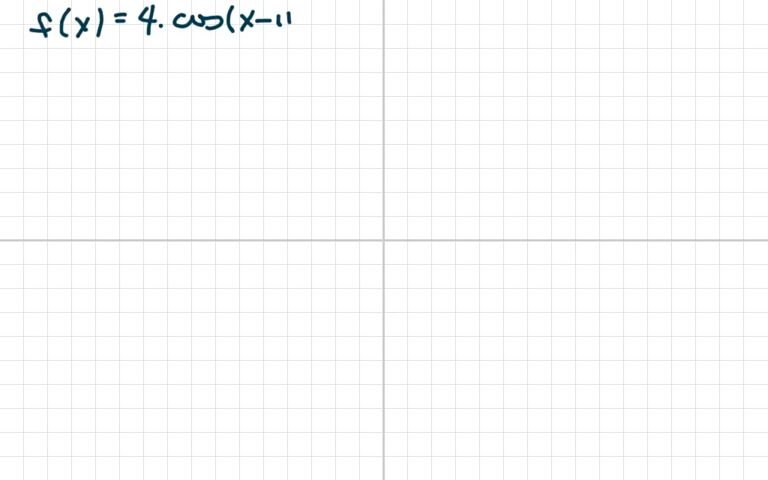 f(x) = 4. cos(x-11